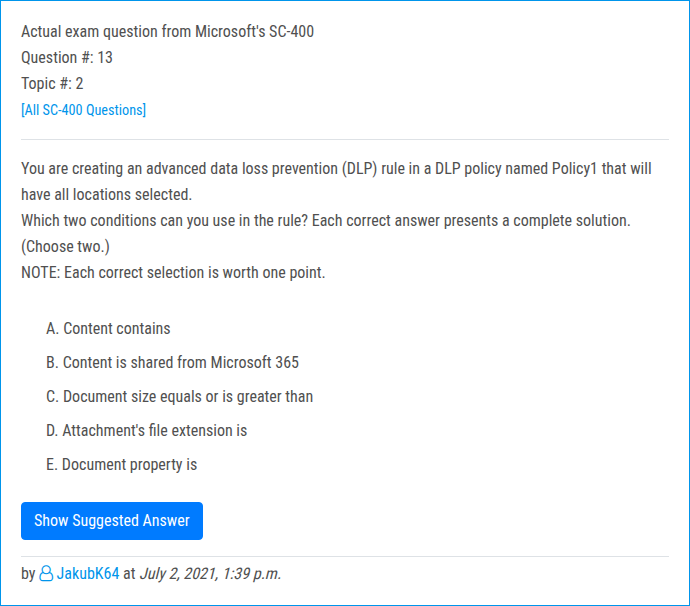 Actual exam question from Microsoft's SC-400
Question #: 13
Topic #: 2
[All SC-400 Questions]
You are creating an advanced data loss prevention (DLP) rule in a DLP policy named Policy1 that will
have all locations selected.
Which two conditions can you use in the rule? Each correct answer presents a complete solution.
(Choose two.)
NOTE: Each correct selection is worth one point.
A. Content contains
B. Content is shared from Microsoft 365
C. Document size equals or is greater than
D. Attachment's file extension is
E. Document property is
Show Suggested Answer
by JakubK64 at July 2, 2021, 1:39 p.m.